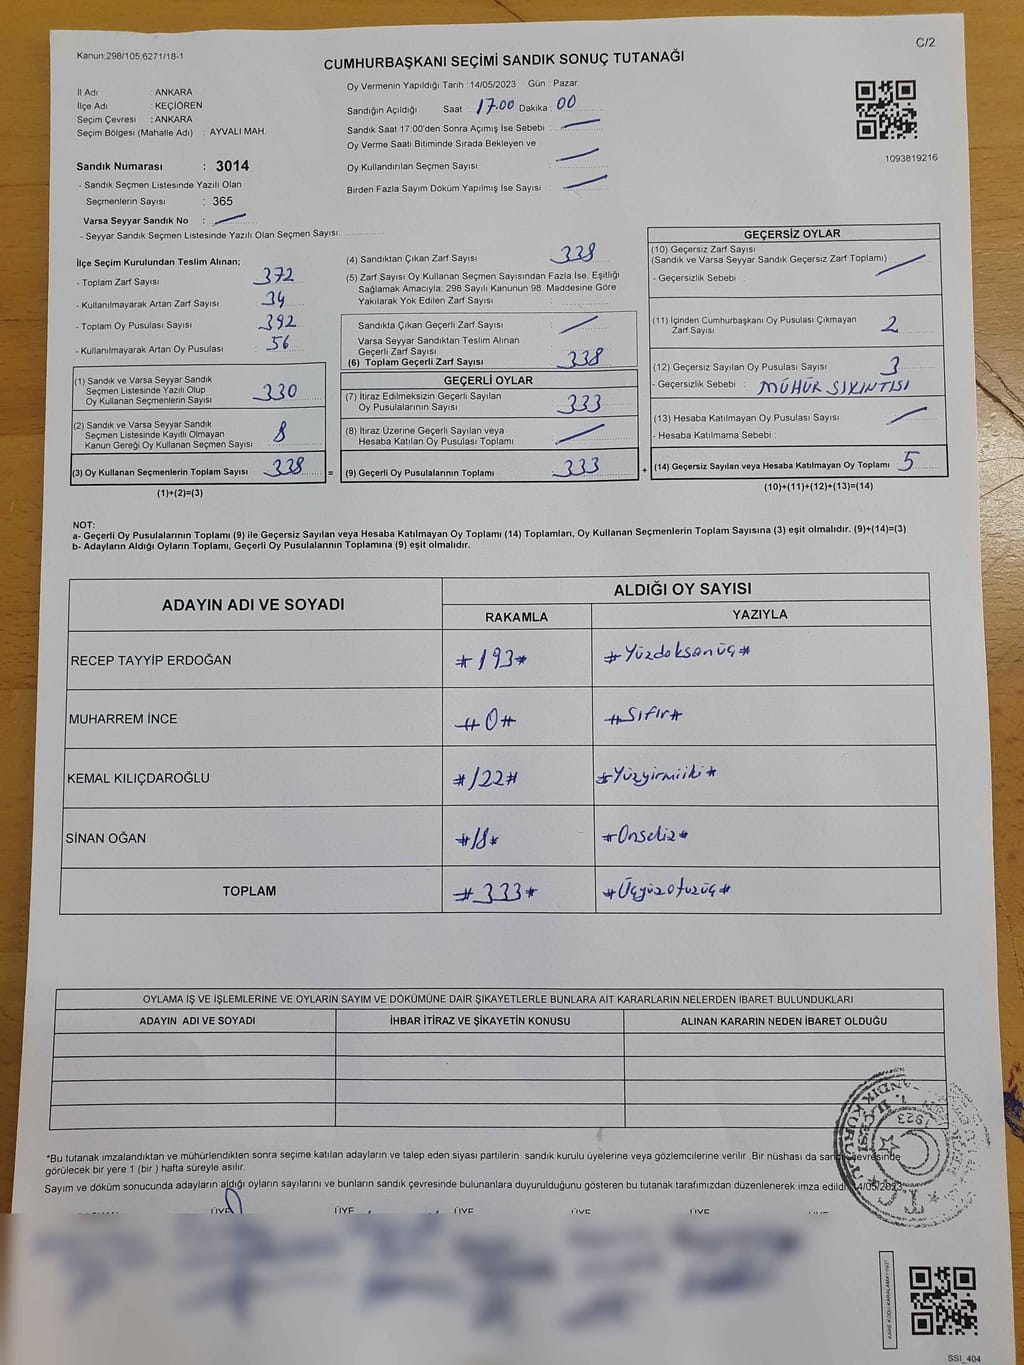 Kanun;298/105;6271/18-1
C/2
CUMHURBAŞKANI SEÇİMİ SANDIK SONUÇ TUTANAĞI
İl Adı : ANKARA
İlçe Adı : KEÇİÖREN
Seçim Çevresi : ANKARA
Seçim Bölgesi (Mahalle Adı) : AYVALI MAH.
Sandık Numarası : 3014
- Sandık Seçmen Listesinde Yazılı Olan
Seçmenlerin Sayısı : 365
Varsa Seyyar Sandık No :
- Seyyar Sandık Seçmen Listesinde Yazılı Olan Seçmen Sayısı:
Oy Vermenin Yapıldığı Tarih : 14/05/2023 Gün : Pazar
Sandığın Açıldığı Saat : 17.00 Dakika : 00
Sandık Saat 17:00'den Sonra Açımış İse Sebebi :
Oy Verme Saati Bitiminde Sırada Bekleyen ve
Oy Kullandırılan Seçmen Sayısı :
Birden Fazla Sayım Döküm Yapılmış İse Sayısı :
1093819216
İlçe Seçim Kurulundan Teslim Alınan;
- Toplam Zarf Sayısı : 372
- Kullanılmayarak Artan Zarf Sayısı : 34
- Toplam Oy Pusulası Sayısı : 392
- Kullanılmayarak Artan Oy Pusulası : 56
(1) Sandık ve Varsa Seyyar Sandık
Seçmen Listesinde Yazılı Olup
Oy Kullanan Seçmenlerin Sayısı : 330
(2) Sandık ve Varsa Seyyar Sandık
Seçmen Listesinde Kayıtlı Olmayan
Kanun Gereği Oy Kullanan Seçmen Sayısı : 8
(3) Oy Kullanan Seçmenlerin Toplam Sayısı : 338 =
(1)+(2)=(3)
(4) Sandıktan Çıkan Zarf Sayısı : 338
(5) Zarf Sayısı Oy Kullanan Seçmen Sayısından Fazla İse, Eşitliği
Sağlamak Amacıyla; 298 Sayılı Kanunun 98. Maddesine Göre
Yakılarak Yok Edilen Zarf Sayısı :
Sandıkta Çıkan Geçerli Zarf Sayısı :
Varsa Seyyar Sandıktan Teslim Alınan
Geçerli Zarf Sayısı :
(6) Toplam Geçerli Zarf Sayısı : 338
GEÇERLİ OYLAR
(7) İtiraz Edilmeksizin Geçerli Sayılan
Oy Pusulalarının Sayısı : 333
(8) İtiraz Üzerine Geçerli Sayılan veya
Hesaba Katılan Oy Pusulası Toplamı :
(9) Geçerli Oy Pusulalarının Toplamı : 333 +
GEÇERSİZ OYLAR
(10) Geçersiz Zarf Sayısı
(Sandık ve Varsa Seyyar Sandık Geçersiz Zarf Toplamı) :
- Geçersizlik Sebebi :
(11) İçinden Cumhurbaşkanı Oy Pusulası Çıkmayan
Zarf Sayısı : 2
(12) Geçersiz Sayılan Oy Pusulası Sayısı : 3
- Geçersizlik Sebebi : MÜHÜR SIKINTISI
(13) Hesaba Katılmayan Oy Pusulası Sayısı :
- Hesaba Katılmama Sebebi :
(14) Geçersiz Sayılan veya Hesaba Katılmayan Oy Toplamı : 5
(10)+(11)+(12)+(13)=(14)
NOT:
a- Geçerli Oy Pusulalarının Toplamı (9) ile Geçersiz Sayılan veya Hesaba Katılmayan Oy Toplamı (14) Toplamları, Oy Kullanan Seçmenlerin Toplam Sayısına (3) eşit olmalıdır. (9)+(14)=(3)
b- Adayların Aldığı Oyların Toplamı, Geçerli Oy Pusulalarının Toplamına (9) eşit olmalıdır.
ADAYIN ADI VE SOYADI
ALDIĞI OY SAYISI
RAKAMLA YAZIYLA
RECEP TAYYİP ERDOĞAN #193# #Yüzdoksanüç#
MUHARREM İNCE #0# #Sıfır#
KEMAL KILIÇDAROĞLU #122# #Yüzyirmiiki#
SİNAN OĞAN #18# #Onsekiz#
TOPLAM #333# #Üçyüzotuzüç#
OYLAMA İŞ VE İŞLEMLERİNE VE OYLARIN SAYIM VE DÖKÜMÜNE DAİR ŞİKAYETLERLE BUNLARA AİT KARARLARIN NELERDEN İBARET BULUNDUKLARI
ADAYIN ADI VE SOYADI İHBAR İTİRAZ VE ŞİKAYETİN KONUSU ALINAN KARARIN NEDEN İBARET OLDUĞU
*Bu tutanak imzalandıktan ve mühürlendikten sonra seçime katılan adayların ve talep eden siyası partilerin sandık kurulu üyelerine veya gözlemcilerine verilir .Bir nüshası da sandık çevresinde
görülecek bir yere 1 (bir ) hafta süreyle asılır.
Sayım ve döküm sonucunda adayların aldığı oyların sayılarını ve bunların sandık çevresinde bulunanlara duyurulduğunu gösteren bu tutanak tarafımızdan düzenlenerek imza edildi. 14/05/2023
ÜYE ÜYE ÜYE ÜYE ÜYE ÜYE
T.C.
1923
KARE KODU KARALAMAYINIZ!
SSI_404